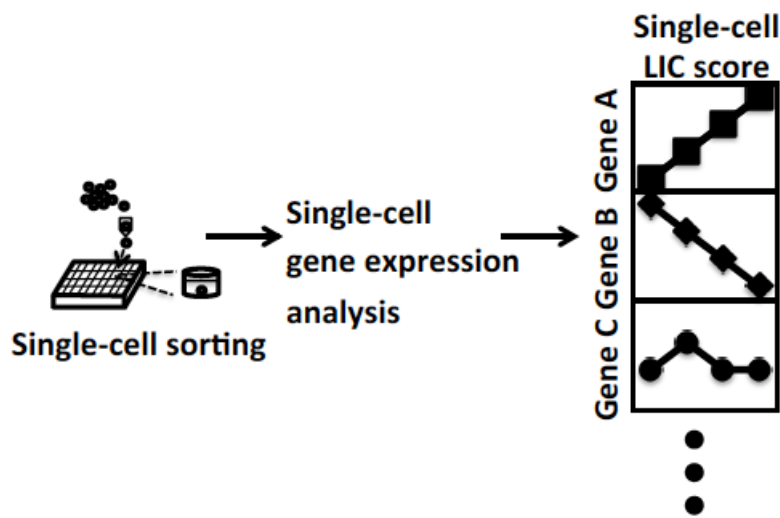 Single-cell sorting
Single-cell
gene expression
analysis
Single-cell
LIC score
Gene A
Gene B
Gene C